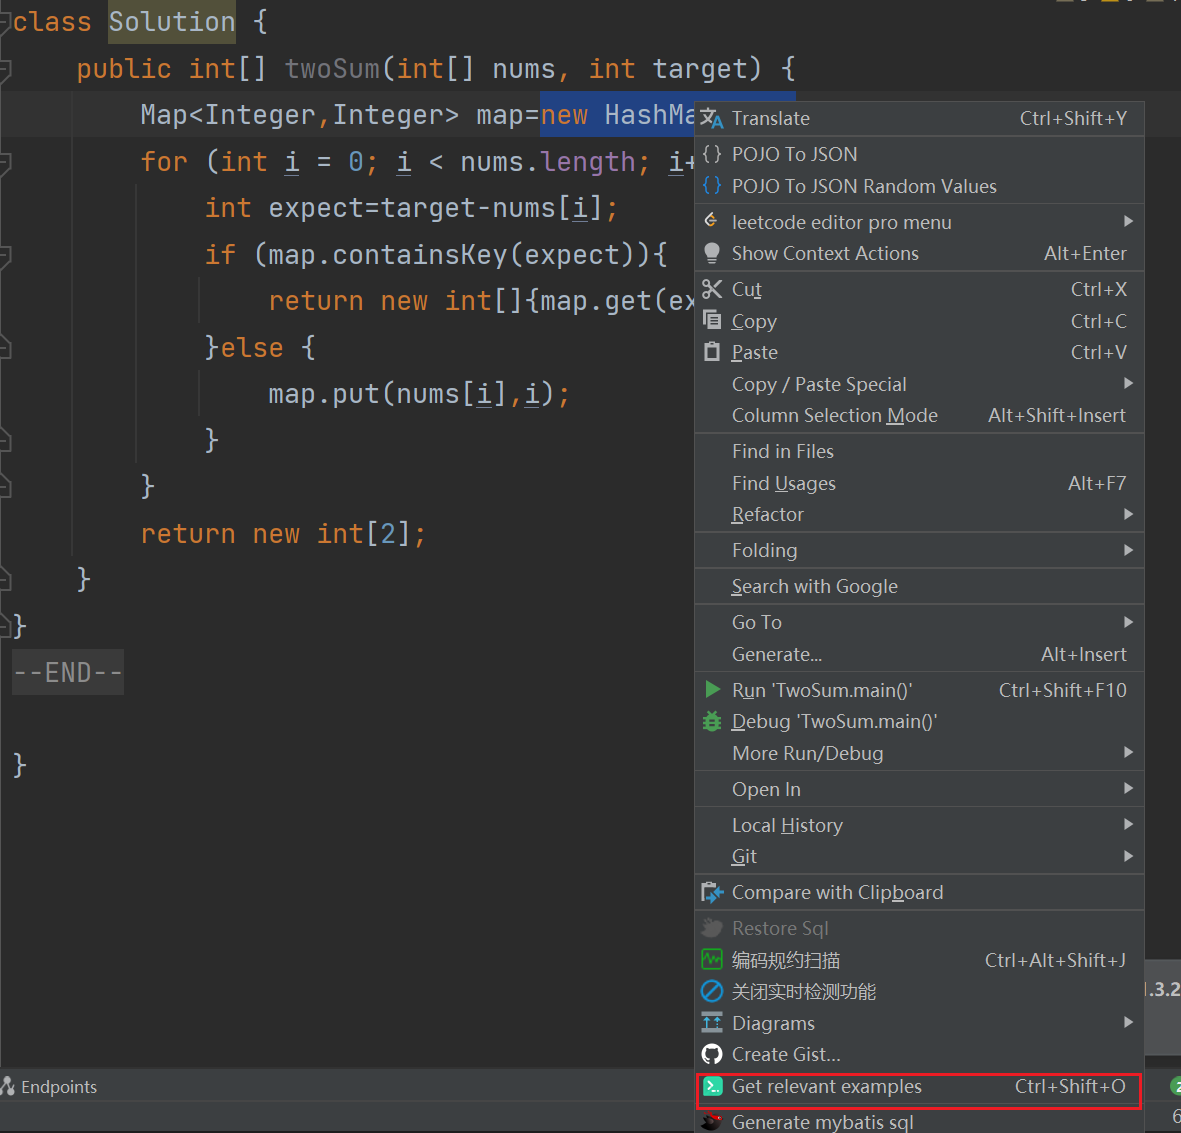 class Solution {
public int[] twoSum(int[] nums, int target) {
Map<Integer,Integer> map=new HashMa
for (int i = 0; i < nums.length; i+
int expect=target-nums[i];
if (map.containsKey(expect)){
return new int[]{map.get(ex
}else {
map.put(nums[i],i);
}
}
return new int[2];
}
}
--END--
}
Translate Ctrl+Shift+Y
POJO To JSON
POJO To JSON Random Values
leetcode editor pro menu
Show Context Actions Alt+Enter
Cut Ctrl+X
Copy Ctrl+C
Paste Ctrl+V
Copy / Paste Special
Column Selection Mode Alt+Shift+Insert
Find in Files
Find Usages Alt+F7
Refactor
Folding
Search with Google
Go To
Generate... Alt+Insert
Run 'TwoSum.main()' Ctrl+Shift+F10
Debug 'TwoSum.main()'
More Run/Debug
Open In
Local History
Git
Compare with Clipboard
Restore Sql
编码规约扫描 Ctrl+Alt+Shift+J
关闭实时检测功能
Diagrams
Create Gist...
Get relevant examples Ctrl+Shift+O
Generate mybatis sql
.3.2
Endpoints
2
6